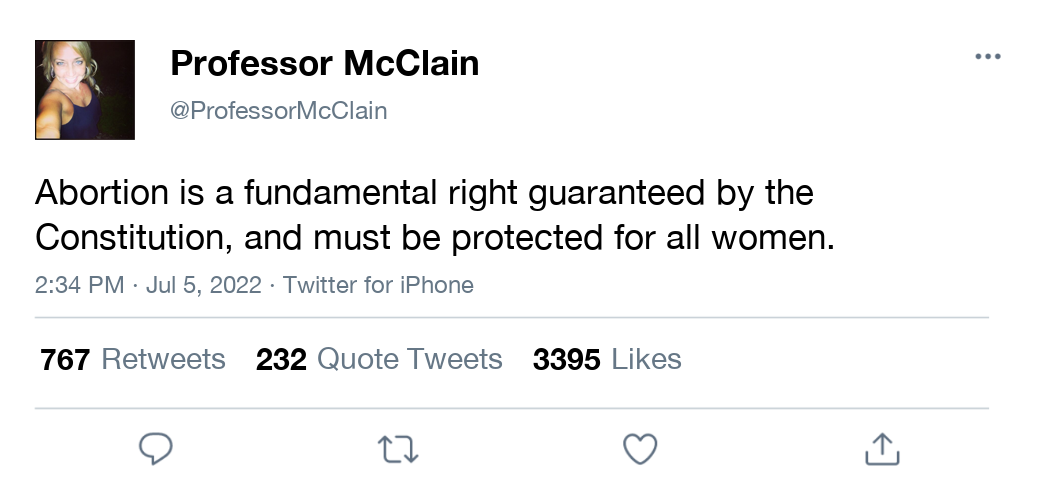 Professor McClain
@ProfessorMcClain
Abortion is a fundamental right guaranteed by the
Constitution, and must be protected for all women.
2:34 PM · Jul 5, 2022 · Twitter for iPhone
767 Retweets 232 Quote Tweets 3395 Likes